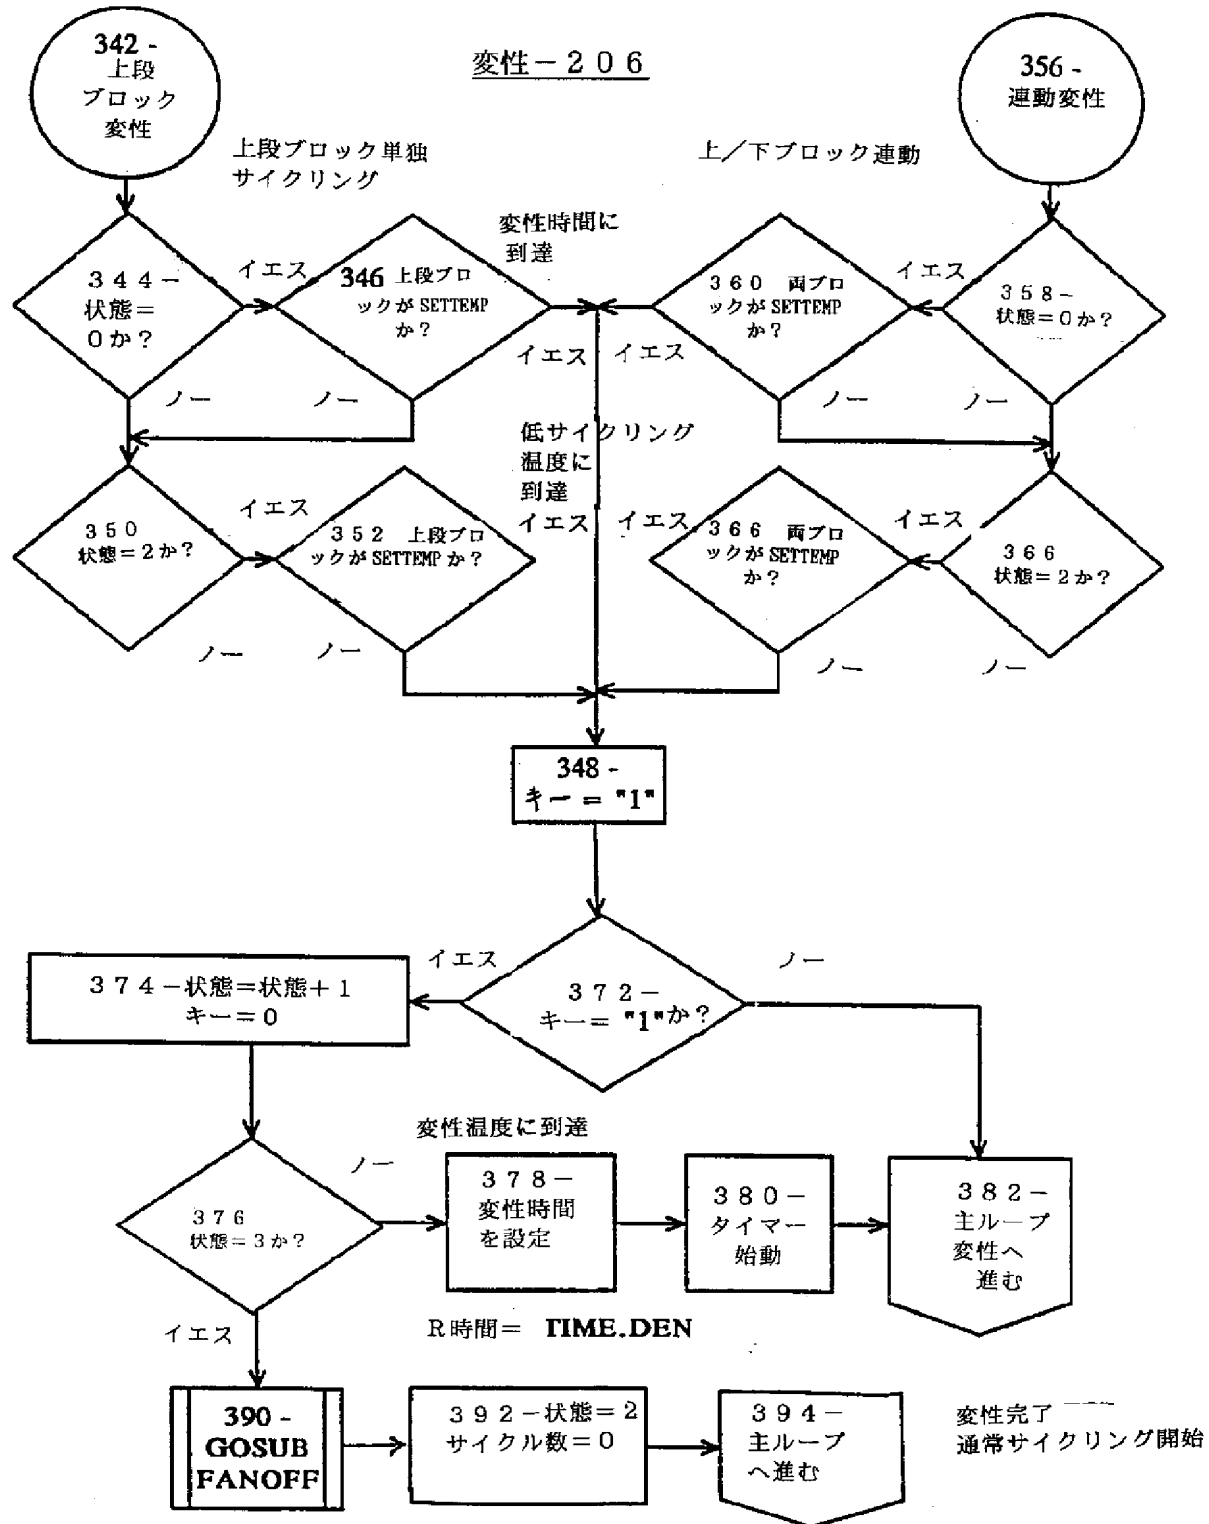 変性－２０６
342 -
上段
ブロック
変性
356 -
連動変性
上段ブロック単独
サイクリング
上／下ブロック連動
変性時間に
到達
３４４－
状態＝
０か？
イエス
346 上段ブロ
ックが SETTEMP
か？
イエス
３６０ 両ブロ
ックが SETTEMP
か？
イエス
イエス
３５８－
状態＝０か？
ノー
ノー
ノー
ノー
低サイクリング
温度に
到達
３５０
状態＝２か？
イエス
３５２ 上段ブロ
ックが SETTEMP か？
イエス
イエス
３６６ 両ブロ
ックが SETTEMP
か？
イエス
３６６
状態＝２か？
ノー
ノー
ノー
ノー
348 -
キー = "1"
イエス
ノー
３７２－
キー＝ "1"か？
３７４－状態＝状態＋１
キー＝０
変性温度に到達
ノー
３７６
状態＝３か？
３７８－
変性時間
を設定
３８０－
タイマー
始動
３８２－
主ループ
変性へ
進む
イエス
Ｒ時間＝ TIME.DEN
390 -
GOSUB
FANOFF
３９２－状態＝２
サイクル数＝０
３９４－
主ループ
へ進む
変性完了
通常サイクリング開始